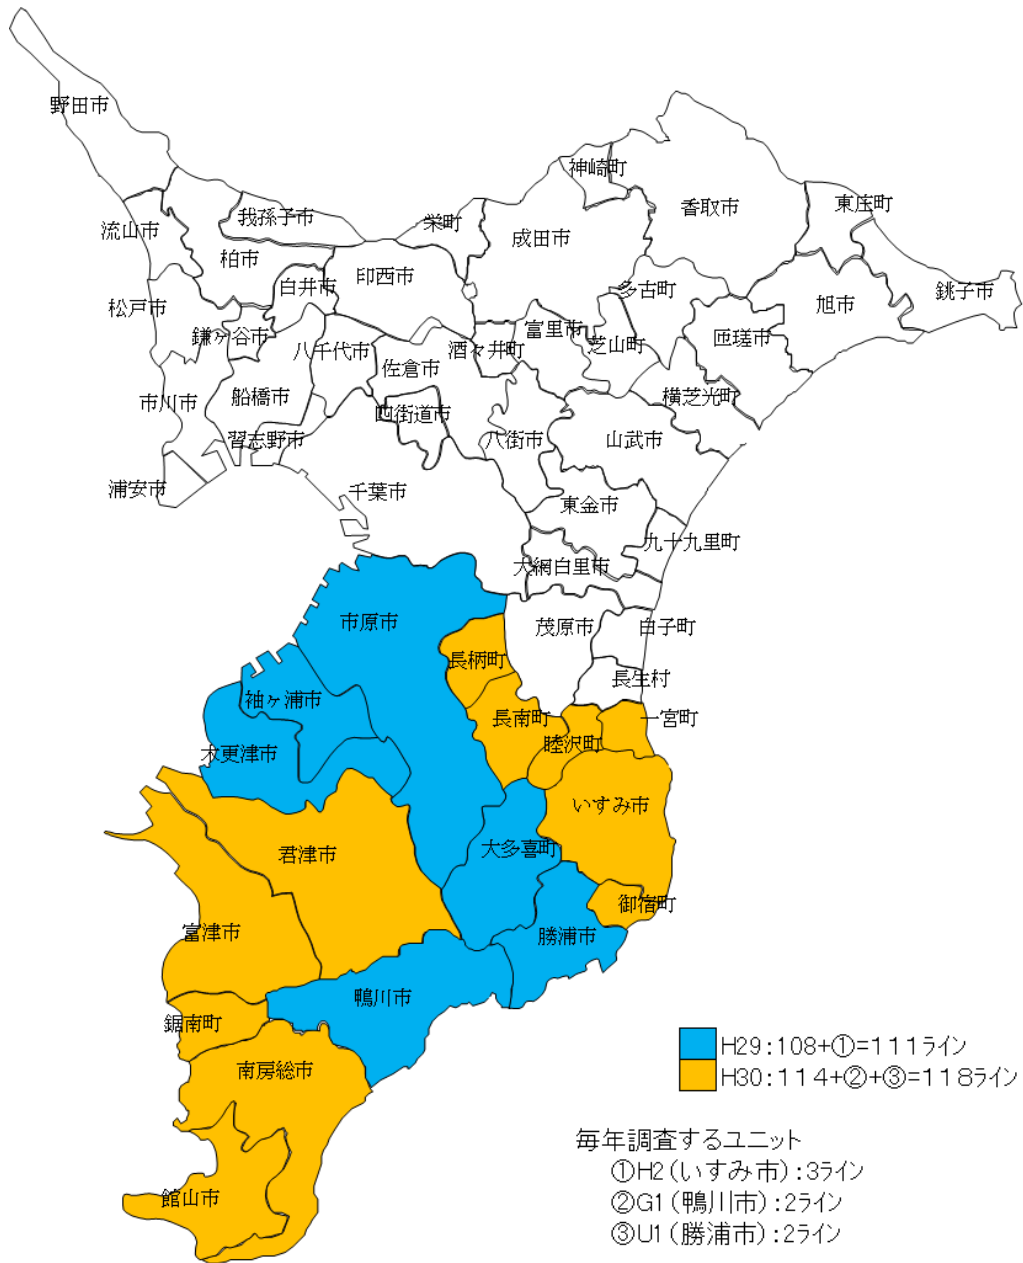 野田市
神崎町
香取市
東庄町
我孫子市
栄町
流山市
成田市
柏市
印西市
白井市
多古町
銚子市
松戸市
旭市
鎌ヶ谷市
富里市
匝瑳市
八千代市
酒々井町
芝山町
佐倉市
船橋市
横芝光町
市川市
四街道市
習志野市
八街市
山武市
浦安市
千葉市
東金市
九十九里町
大網白里市
市原市
茂原市
白子町
長柄町
長生村
袖ヶ浦市
長南町
一宮町
木更津市
睦沢町
いすみ市
君津市
大多喜町
御宿町
富津市
勝浦市
鴨川市
鋸南町
南房総市
館山市
H29:108+①=111ライン
H30:114+②+③=118ライン
毎年調査するユニット
①H2(いすみ市):3ライン
②G1(鴨川市):2ライン
③U1(勝浦市):2ライン